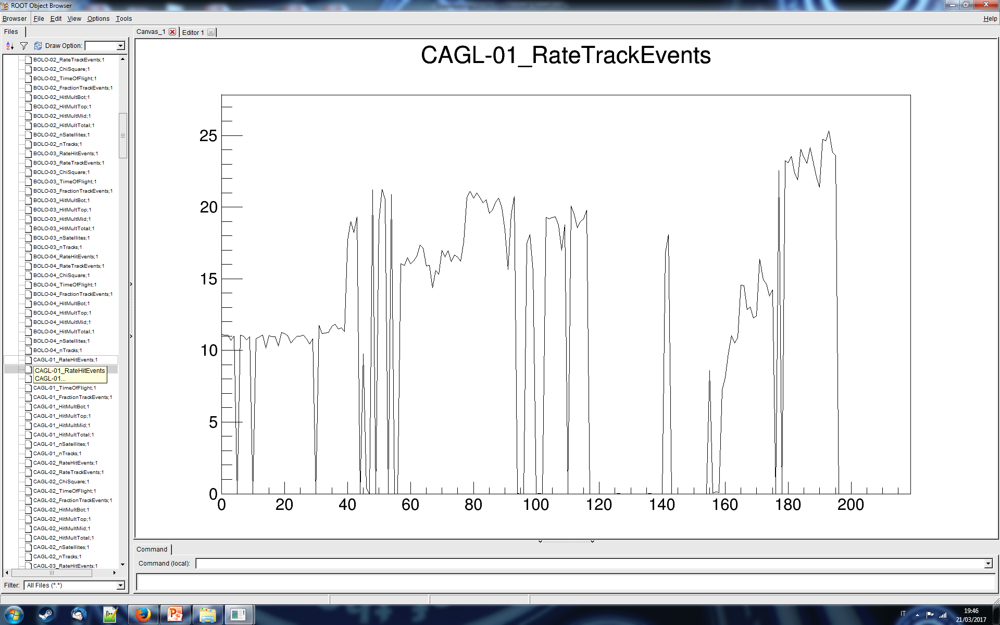 ROOT Object Browser
Browser File Edit View Options Tools Help
Files
Canvas_1 Editor 1
Draw Option:
BOLO-02_RateTrackEvents;1
BOLO-02_ChiSquare;1
BOLO-02_TimeOfFlight;1
BOLO-02_FractionTrackEvents;1
BOLO-02_HitMultBot;1
BOLO-02_HitMultTop;1
BOLO-02_HitMultMid;1
BOLO-02_HitMultTotal;1
BOLO-02_nSatellites;1
BOLO-02_nTracks;1
BOLO-03_RateHitEvents;1
BOLO-03_RateTrackEvents;1
BOLO-03_ChiSquare;1
BOLO-03_TimeOfFlight;1
BOLO-03_FractionTrackEvents;1
BOLO-03_HitMultBot;1
BOLO-03_HitMultTop;1
BOLO-03_HitMultMid;1
BOLO-03_HitMultTotal;1
BOLO-03_nSatellites;1
BOLO-03_nTracks;1
BOLO-04_RateHitEvents;1
BOLO-04_RateTrackEvents;1
BOLO-04_ChiSquare;1
BOLO-04_TimeOfFlight;1
BOLO-04_FractionTrackEvents;1
BOLO-04_HitMultBot;1
BOLO-04_HitMultTop;1
BOLO-04_HitMultMid;1
BOLO-04_HitMultTotal;1
BOLO-04_nSatellites;1
BOLO-04_nTracks;1
CAGL-01_RateHitEvents;1
CAGL-01_RateHitEvents
CAGL-01...
CAGL-01_TimeOfFlight;1
CAGL-01_FractionTrackEvents;1
CAGL-01_HitMultBot;1
CAGL-01_HitMultTop;1
CAGL-01_HitMultMid;1
CAGL-01_HitMultTotal;1
CAGL-01_nSatellites;1
CAGL-01_nTracks;1
CAGL-02_RateHitEvents;1
CAGL-02_RateTrackEvents;1
CAGL-02_ChiSquare;1
CAGL-02_TimeOfFlight;1
CAGL-02_FractionTrackEvents;1
CAGL-02_HitMultBot;1
CAGL-02_HitMultTop;1
CAGL-02_HitMultMid;1
CAGL-02_HitMultTotal;1
CAGL-02_nSatellites;1
CAGL-02_nTracks;1
CAGL-03_RateHitEvents;1
Filter: All Files (*.*)
CAGL-01_RateTrackEvents
25
20
15
10
5
0
0 20 40 60 80 100 120 140 160 180 200
Command
Command (local):
IT
19:46
21/03/2017